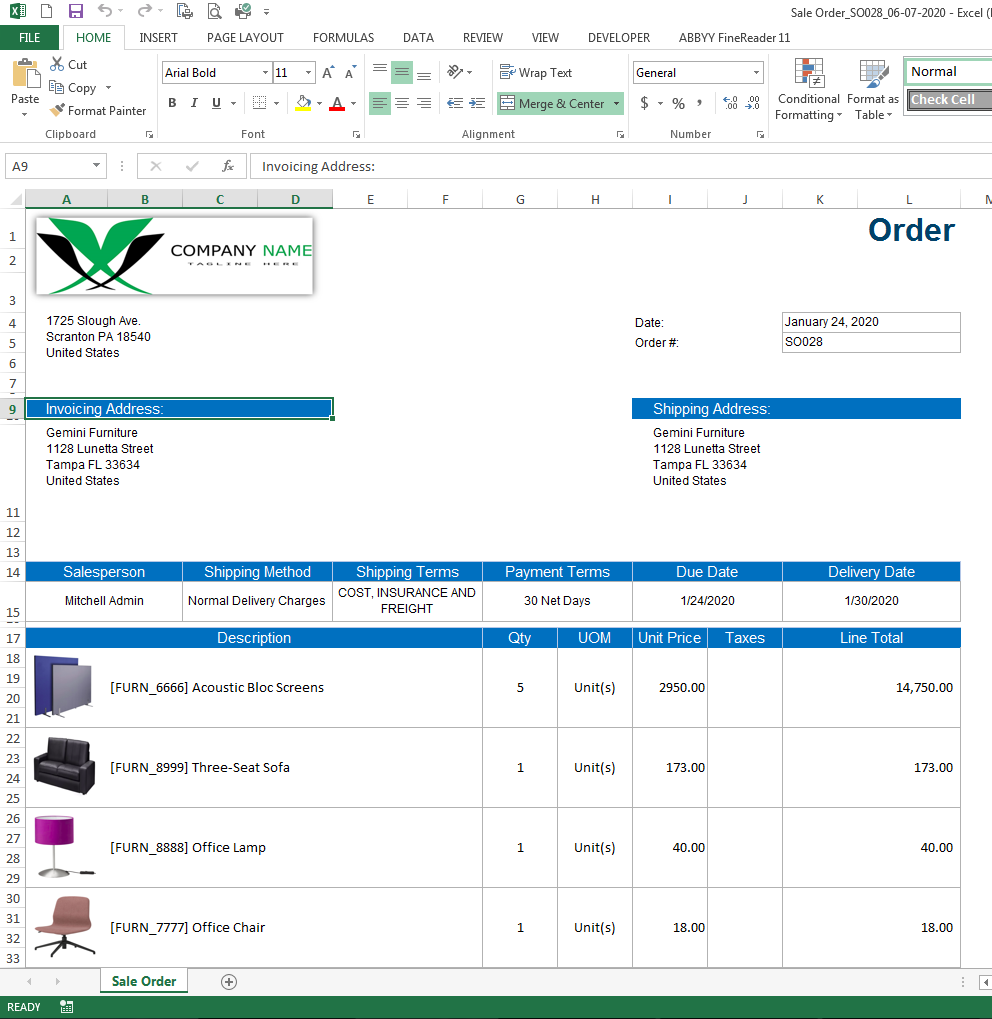 Sale Order_SO028_06-07-2020 - Excel (
FILE HOME INSERT PAGE LAYOUT FORMULAS DATA REVIEW VIEW DEVELOPER ABBYY FineReader 11
Paste
Cut
Copy
Format Painter
Clipboard
Arial Bold 11 A A
B I U A
Font
Wrap Text
Merge & Center
Alignment
General
$ % ,
Number
Conditional Formatting
Format as Table
Normal
Check Cell
A9 fx Invoicing Address:
A B C D E F G H I J K L M
1 2 3 4 5 6 7 9 11 12 13 14 15 17 18 19 20 21 22 23 24 25 26 27 28 29 30 31 32 33
COMPANY NAME
TAGLINE HERE
Order
1725 Slough Ave.
Scranton PA 18540
United States
Date: January 24, 2020
Order #: SO028
Invoicing Address:
Gemini Furniture
1128 Lunetta Street
Tampa FL 33634
United States
Shipping Address:
Gemini Furniture
1128 Lunetta Street
Tampa FL 33634
United States
Salesperson Shipping Method Shipping Terms Payment Terms Due Date Delivery Date
Mitchell Admin Normal Delivery Charges COST, INSURANCE AND FREIGHT 30 Net Days 1/24/2020 1/30/2020
Description Qty UOM Unit Price Taxes Line Total
[FURN_6666] Acoustic Bloc Screens 5 Unit(s) 2950.00 14,750.00
[FURN_8999] Three-Seat Sofa 1 Unit(s) 173.00 173.00
[FURN_8888] Office Lamp 1 Unit(s) 40.00 40.00
[FURN_7777] Office Chair 1 Unit(s) 18.00 18.00
Sale Order
READY